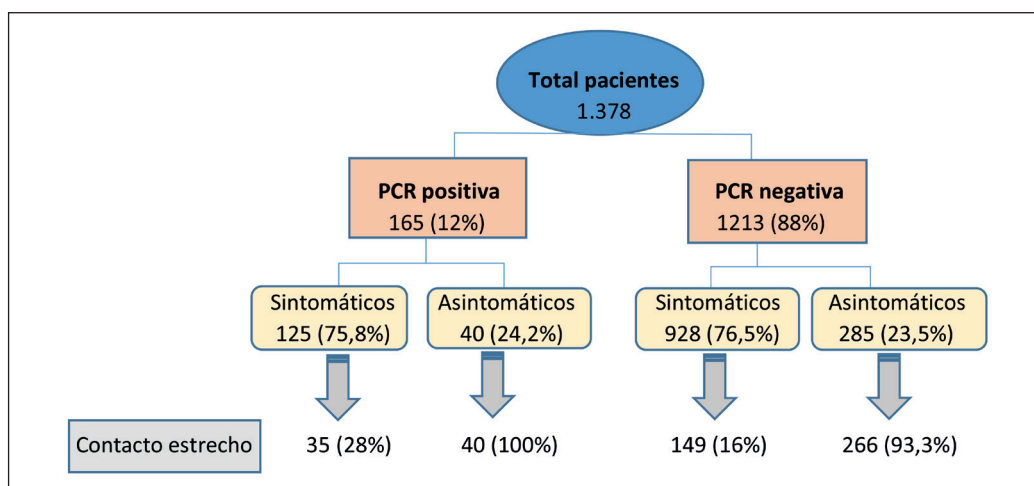 Total pacientes
1.378
PCR positiva
165 (12%)
PCR negativa
1213 (88%)
Sintomáticos
125 (75,8%)
Asintomáticos
40 (24,2%)
Sintomáticos
928 (76,5%)
Asintomáticos
285 (23,5%)
Contacto estrecho
35 (28%)
40 (100%)
149 (16%)
266 (93,3%)